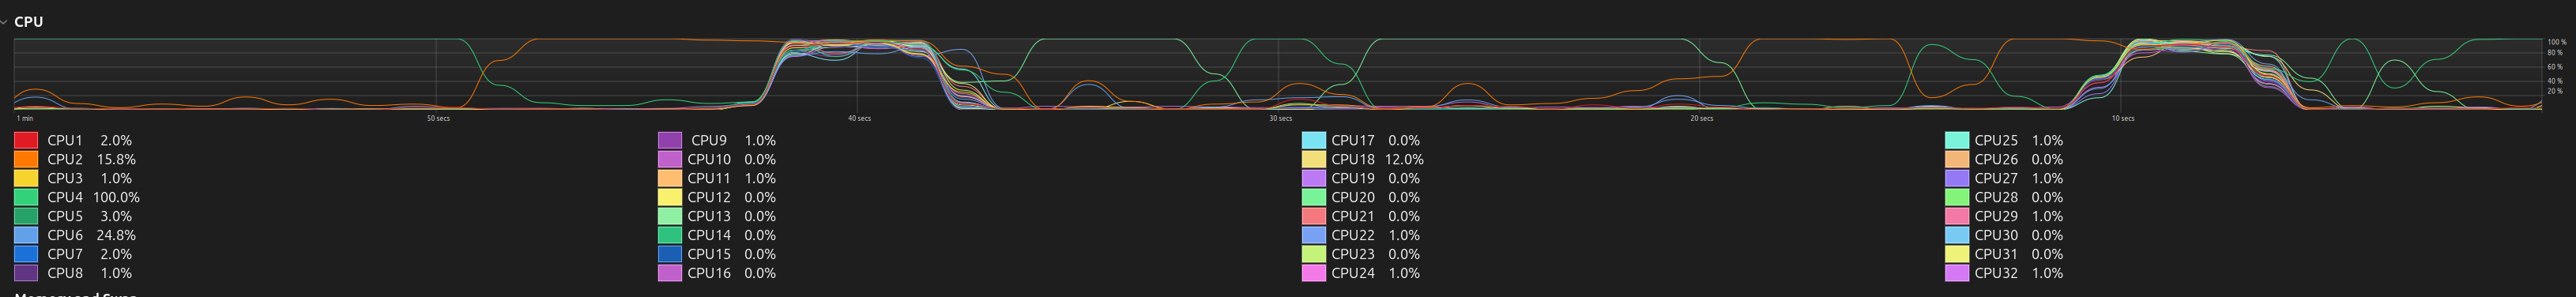 CPU
100 %
80 %
60 %
40 %
20 %
1 min 50 secs 40 secs 30 secs 20 secs 10 secs
CPU1 2.0% CPU9 1.0% CPU17 0.0% CPU25 1.0%
CPU2 15.8% CPU10 0.0% CPU18 12.0% CPU26 0.0%
CPU3 1.0% CPU11 1.0% CPU19 0.0% CPU27 1.0%
CPU4 100.0% CPU12 0.0% CPU20 0.0% CPU28 0.0%
CPU5 3.0% CPU13 0.0% CPU21 0.0% CPU29 1.0%
CPU6 24.8% CPU14 0.0% CPU22 1.0% CPU30 0.0%
CPU7 2.0% CPU15 0.0% CPU23 0.0% CPU31 0.0%
CPU8 1.0% CPU16 0.0% CPU24 1.0% CPU32 1.0%
Memory and Swap